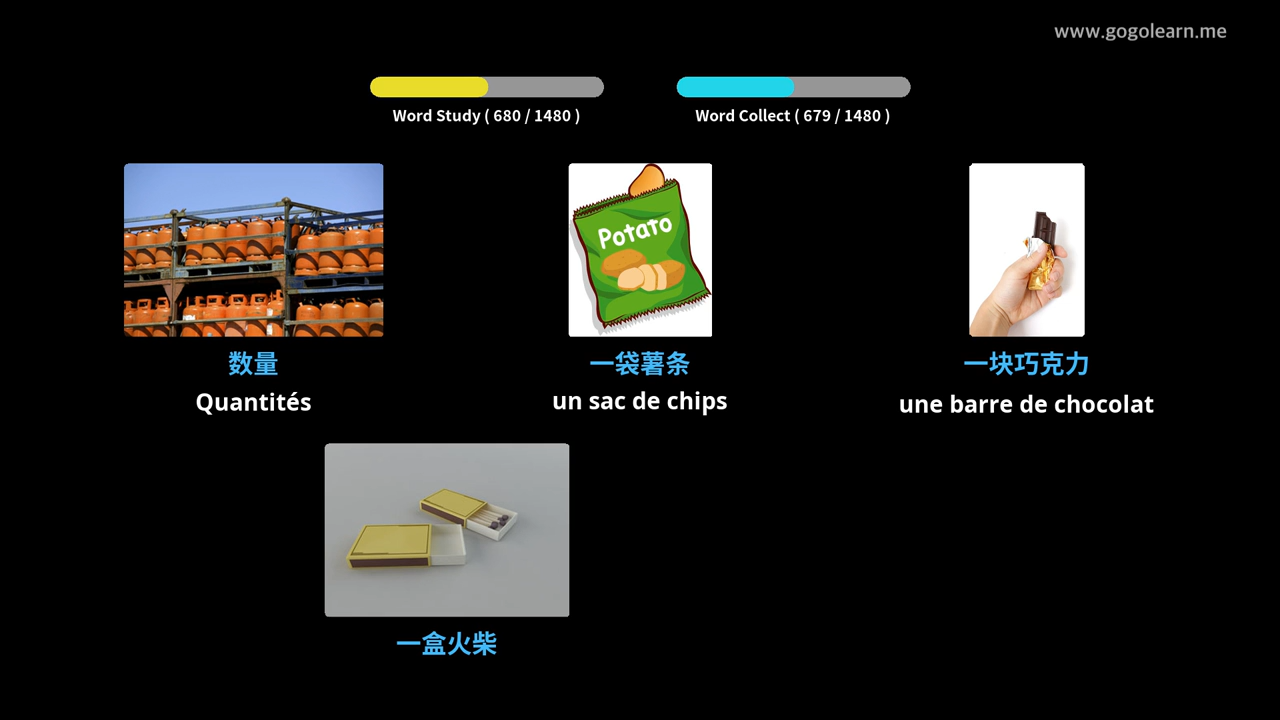 www.gogolearn.me
Word Study ( 680 / 1480 )
Word Collect ( 679 / 1480 )
Potato
数量
一袋薯条
一块巧克力
Quantités
un sac de chips
une barre de chocolat
一盒火柴